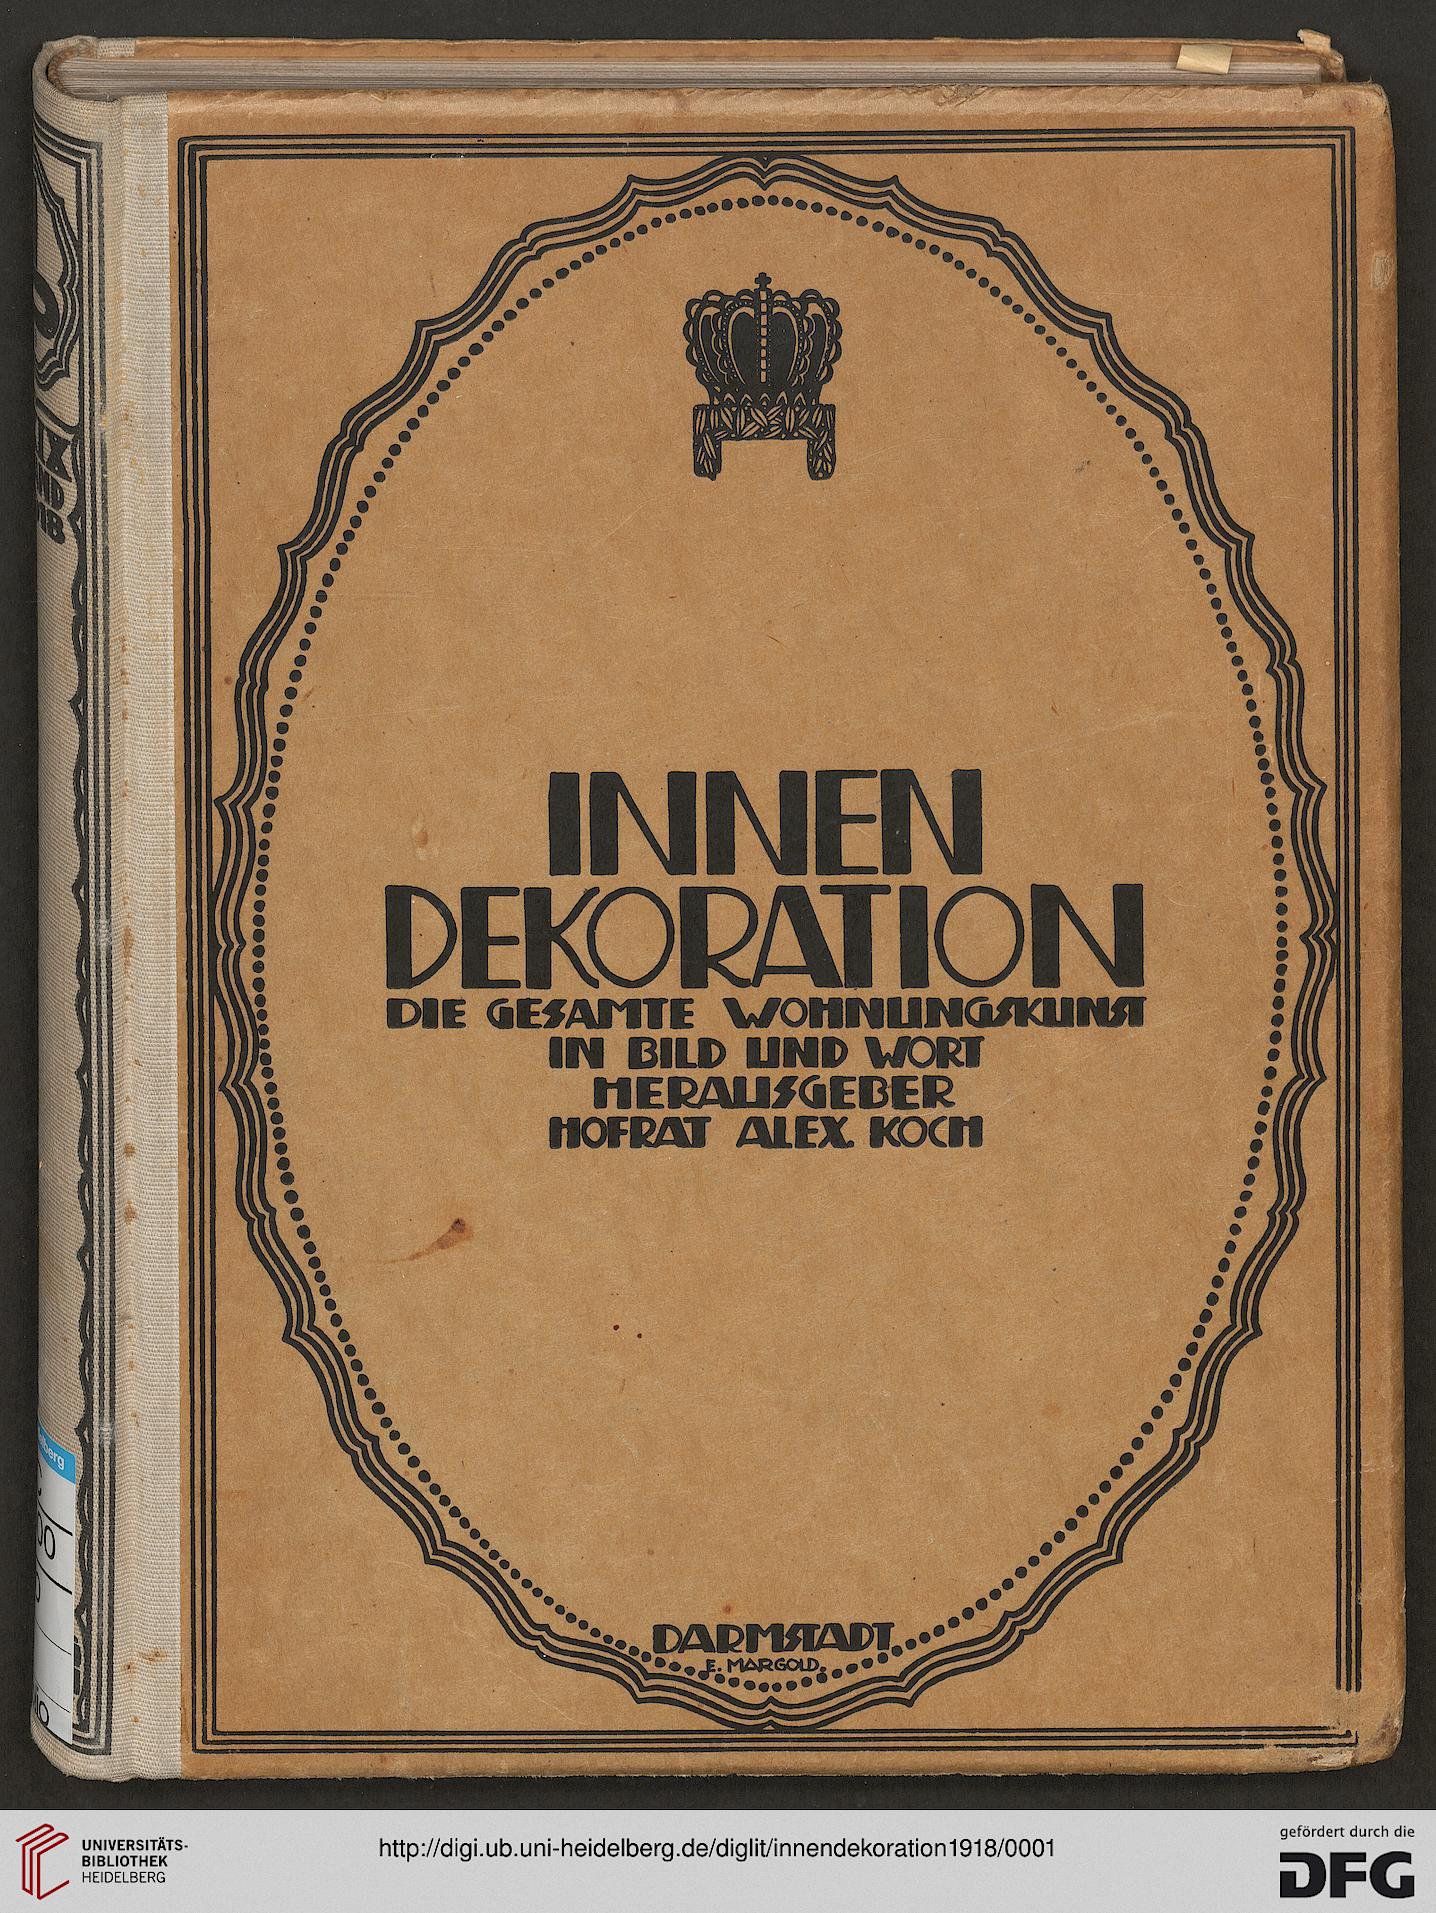 INNEN
DEKORATION
DIE GESAMTE WOHNUNGSKUNST
IN BILD UND WORT
HERAUSGEBER
HOFRAT ALEX. KOCH
DARMSTADT
E. MARGOLD.
UNIVERSITÄTS-
BIBLIOTHEK
HEIDELBERG
http://digi.ub.uni-heidelberg.de/diglit/innendekoration1918/0001
gefördert durch die
DFG